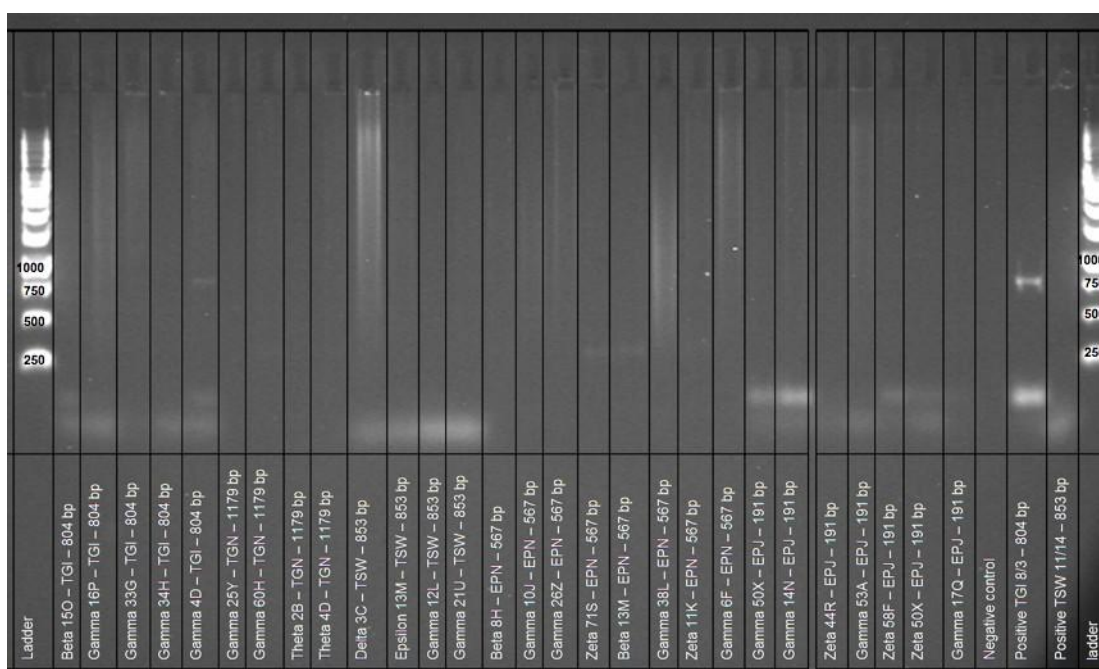 1000
750
500
250
1000
75
50
25
Ladder
Beta 15O – TGI – 804 bp
Gamma 16P – TGI – 804 bp
Gamma 33G – TGI – 804 bp
Gamma 34H – TGI – 804 bp
Gamma 4D – TGI – 804 bp
Gamma 25Y – TGN – 1179 bp
Gamma 60H – TGN – 1179 bp
Theta 2B – TGN – 1179 bp
Theta 4D – TGN – 1179 bp
Delta 3C – TSW – 853 bp
Epsilon 13M – TSW – 853 bp
Gamma 12L – TSW – 853 bp
Gamma 21U – TSW – 853 bp
Beta 8H – EPN – 567 bp
Gamma 10J – EPN – 567 bp
Gamma 26Z – EPN – 567 bp
Zeta 71S – EPN – 567 bp
Beta 13M – EPN – 567 bp
Gamma 38L – EPN – 567 bp
Zeta 11K – EPN – 567 bp
Gamma 6F – EPN – 567 bp
Gamma 50X – EPJ – 191 bp
Gamma 14N – EPJ – 191 bp
Zeta 44R – EPJ – 191 bp
Gamma 53A – EPJ – 191 bp
Zeta 58F – EPJ – 191 bp
Zeta 50X – EPJ – 191 bp
Gamma 17Q – EPJ – 191 bp
Negative control
Positive TGI 8/3 – 804 bp
Positive TSW 11/14 – 853 bp
ladder